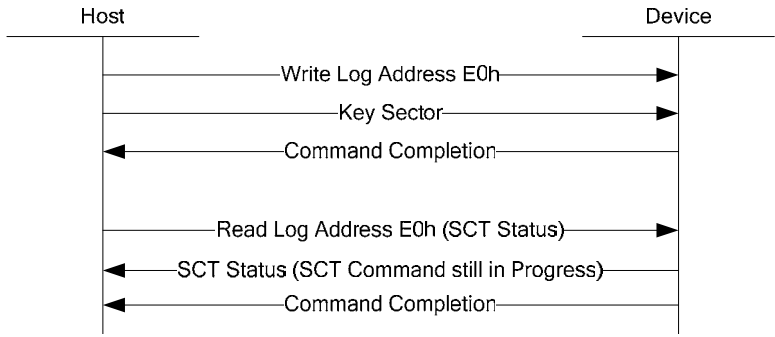 Host
Device
Write Log Address E0h
Key Sector
Command Completion
Read Log Address E0h (SCT Status)
SCT Status (SCT Command still in Progress)
Command Completion